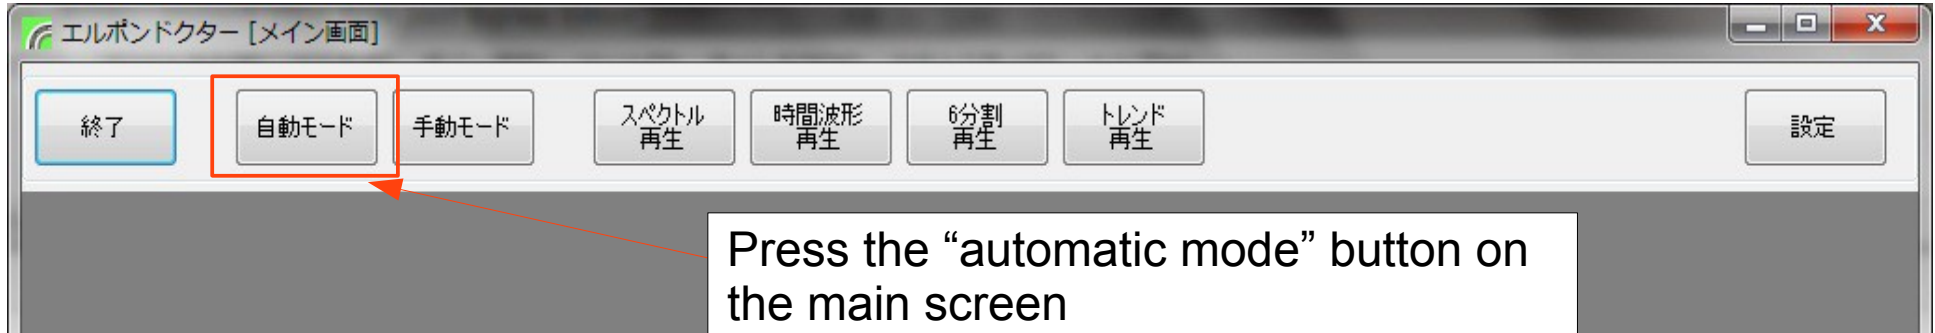 エルポンドクター [メイン画面]
終了
自動モード
手動モード
スペクトル
再生
時間波形
再生
6分割
再生
トレンド
再生
設定
Press the “automatic mode” button on
the main screen